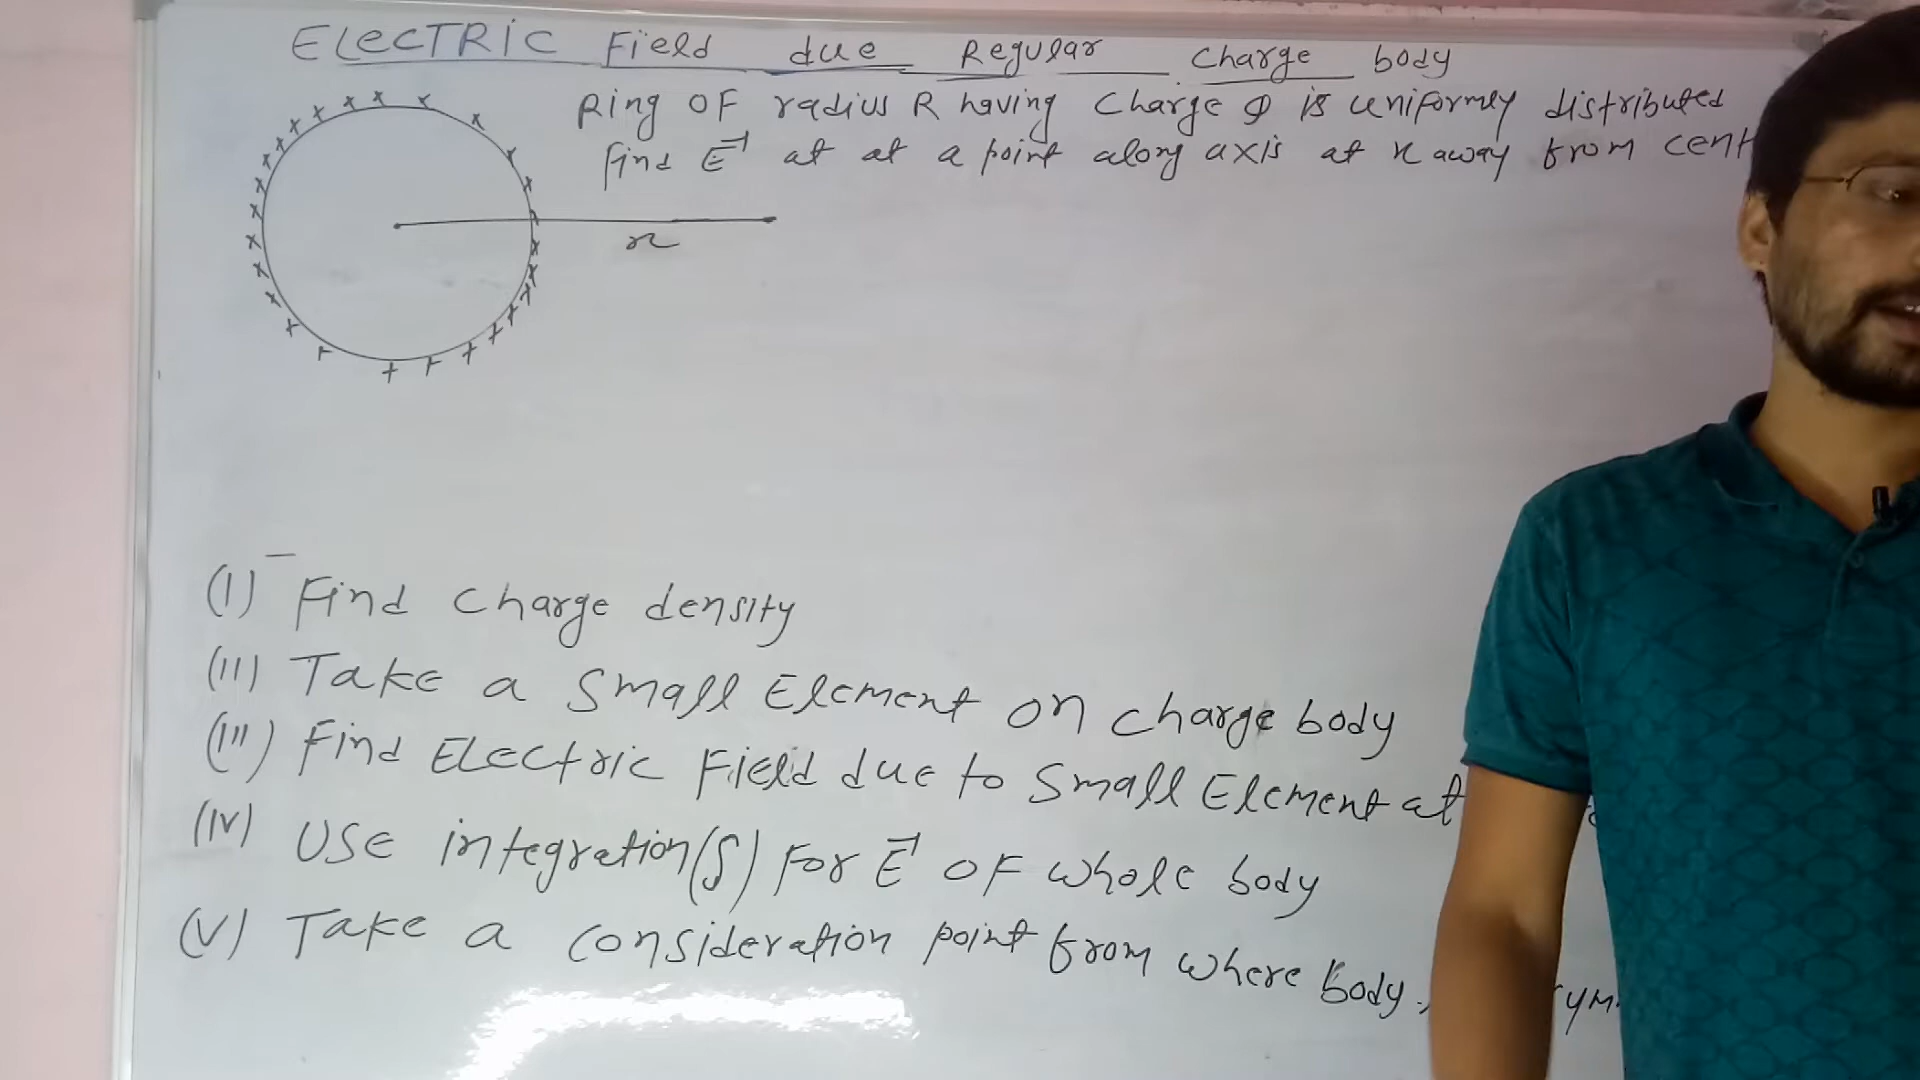 ELECTRIC Field due Regular charge body
Ring OF radius R having Charge Q is uniformly distributed
find E at at a point along axis at x away from cent
x
(I) Find charge density
(II) Take a Small Element on charge body
(III) Find Electric Field due to Small Element at
(IV) USE integration(∫) For E⃗ OF whole body
(V) Take a consideration point from where body